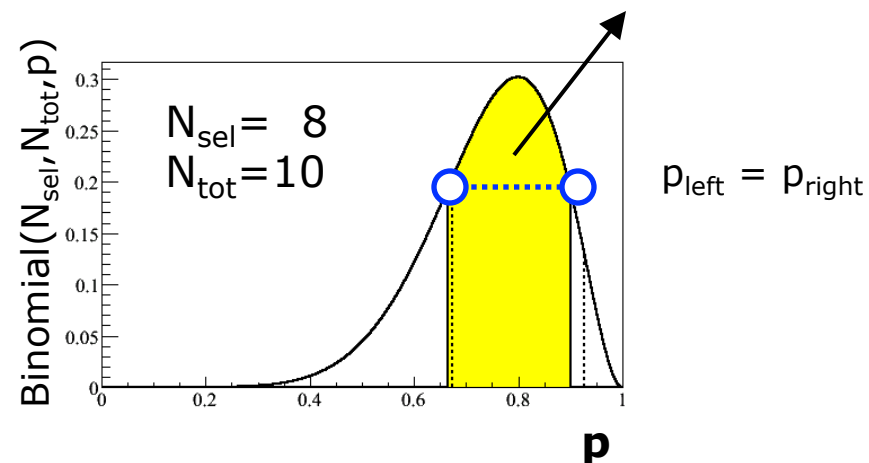 Binomial(N_sel,N_tot,p)
0.3
0.25
0.2
0.15
0.1
0.05
0
N_sel= 8
N_tot=10
p_left = p_right
0 0.2 0.4 0.6 0.8 1
p